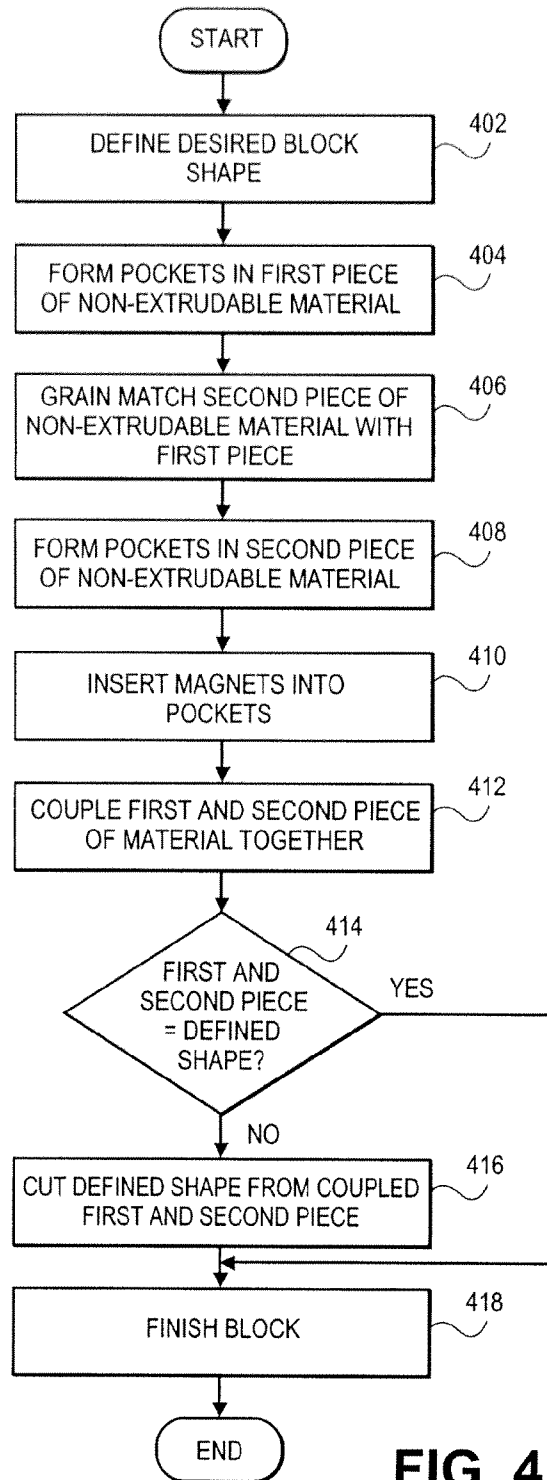 START
402
DEFINE DESIRED BLOCK
SHAPE
404
FORM POCKETS IN FIRST PIECE
OF NON-EXTRUDABLE MATERIAL
406
GRAIN MATCH SECOND PIECE OF
NON-EXTRUDABLE MATERIAL WITH
FIRST PIECE
408
FORM POCKETS IN SECOND PIECE
OF NON-EXTRUDABLE MATERIAL
410
INSERT MAGNETS INTO
POCKETS
412
COUPLE FIRST AND SECOND PIECE
OF MATERIAL TOGETHER
414
FIRST AND
SECOND PIECE
= DEFINED
SHAPE?
YES
NO
416
CUT DEFINED SHAPE FROM COUPLED
FIRST AND SECOND PIECE
418
FINISH BLOCK
END
FIG. 4